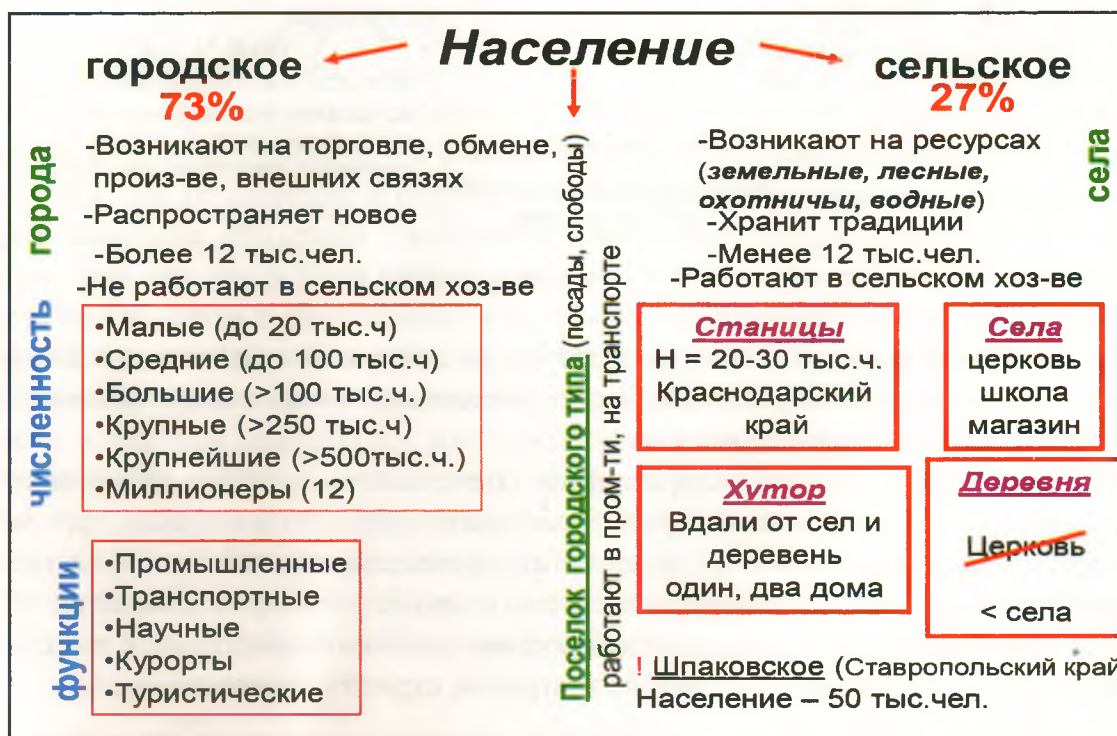 Население
городское
73%
города
-Возникают на торговле, обмене,
произ-ве, внешних связях
-Распространяет новое
-Более 12 тыс.чел.
-Не работают в сельском хоз-ве
численность
•Малые (до 20 тыс.ч)
•Средние (до 100 тыс.ч)
•Большие (>100 тыс.ч.)
•Крупные (>250 тыс.ч)
•Крупнейшие (>500тыс.ч.)
•Миллионеры (12)
функции
•Промышленные
•Транспортные
•Научные
•Курорты
•Туристические
Поселок городского типа (посады, слободы)
работают в пром-ти, на транспорте
сельское
27%
села
-Возникают на ресурсах
(земельные, лесные,
охотничьи, водные)
-Хранит традиции
-Менее 12 тыс.чел.
-Работают в сельском хоз-ве
Станицы
Н = 20-30 тыс.ч.
Краснодарский
край
Села
церковь
школа
магазин
Хутор
Вдали от сел и
деревень
один, два дома
Деревня
Церковь
< села
! Шпаковское (Ставропольский край
Население – 50 тыс.чел.